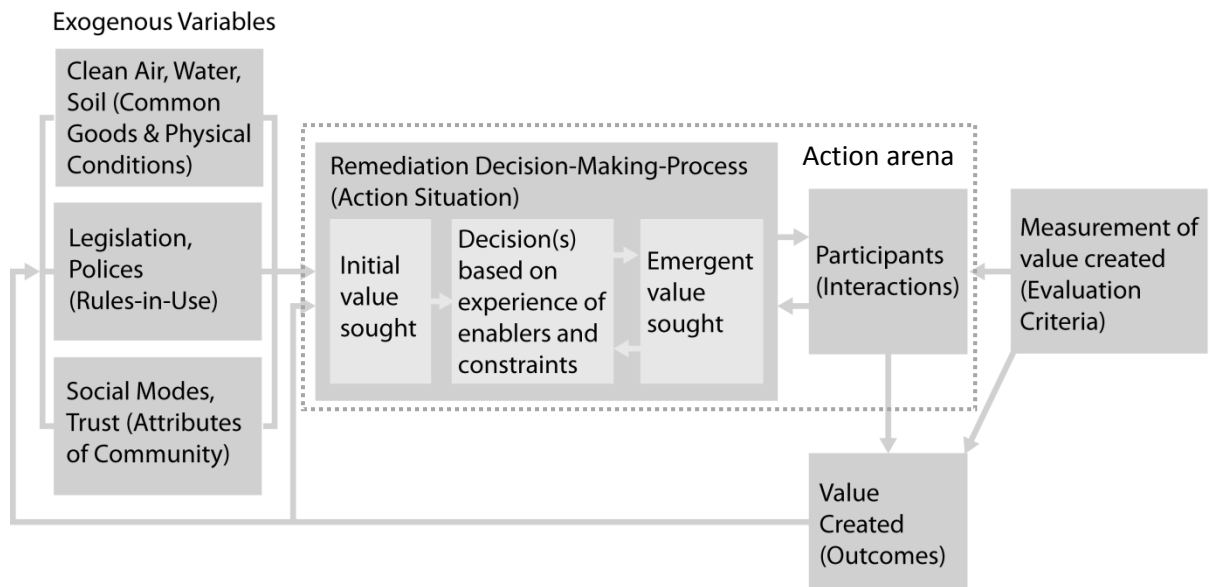 Exogenous Variables
Clean Air, Water,
Soil (Common
Goods & Physical
Conditions)
Legislation,
Polices
(Rules-in-Use)
Social Modes,
Trust (Attributes
of Community)
Remediation Decision-Making-Process
(Action Situation)
Initial
value
sought
Decision(s)
based on
experience of
enablers and
constraints
Emergent
value
sought
Action arena
Participants
(Interactions)
Measurement of
value created
(Evaluation
Criteria)
Value
Created
(Outcomes)